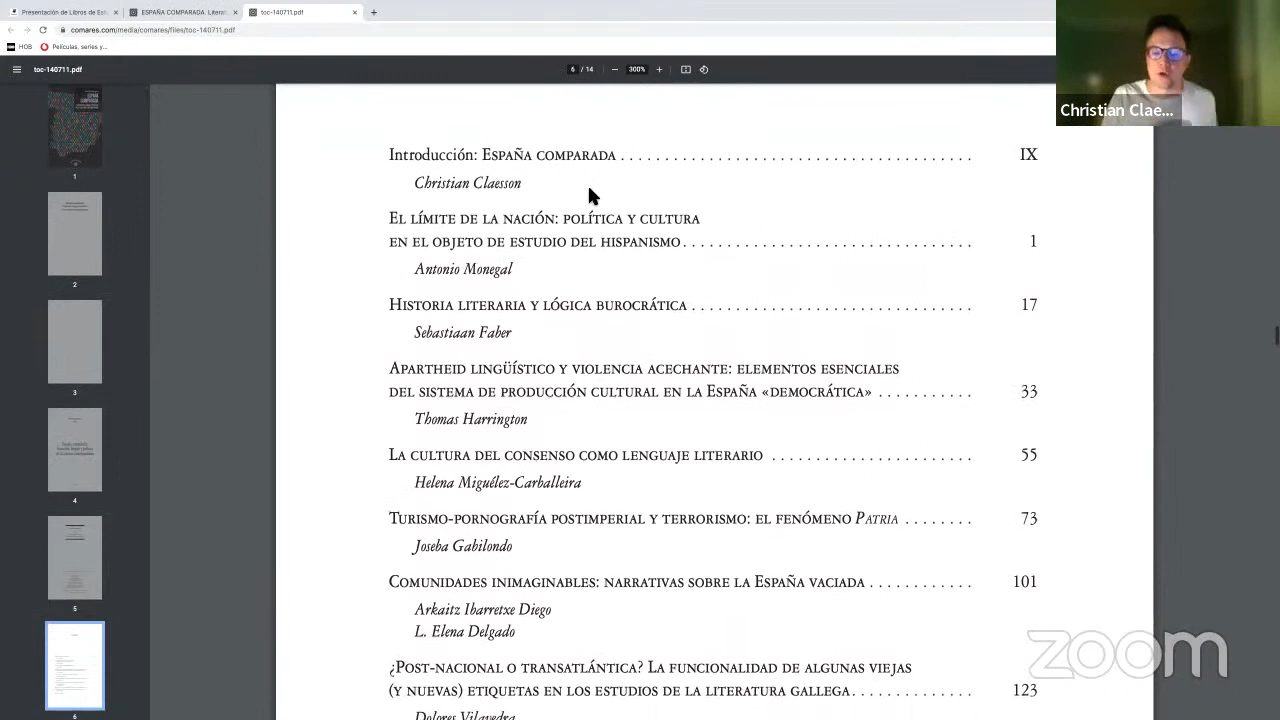 Presentación de Libros de Est
ESPAÑA COMPARADA. Literat
toc-140711.pdf
comares.com/media/comares/files/toc-140711.pdf
HOB
Películas, series y...
toc-140711.pdf
6 / 14
300%
Christian Clae...
ESPAÑA COMPARADA
1
2
3
4
5
6
Introducción: ESPAÑA COMPARADA . . . . . . . . . . . . . . . . . . . . . . . . . . . . . . . . IX
Christian Claesson
EL LÍMITE DE LA NACIÓN: POLÍTICA Y CULTURA
EN EL OBJETO DE ESTUDIO DEL HISPANISMO . . . . . . . . . . . . . . . . . . . . . . . . . . 1
Antonio Monegal
HISTORIA LITERARIA Y LÓGICA BUROCRÁTICA . . . . . . . . . . . . . . . . . . . . . . . . . 17
Sebastiaan Faber
APARTHEID LINGÜÍSTICO Y VIOLENCIA ACECHANTE: ELEMENTOS ESENCIALES
DEL SISTEMA DE PRODUCCIÓN CULTURAL EN LA ESPAÑA «DEMOCRÁTICA» . . . . . . . . . . . 33
Thomas Harrington
LA CULTURA DEL CONSENSO COMO LENGUAJE LITERARIO . . . . . . . . . . . . . . . . . . 55
Helena Miguélez-Carballeira
TURISMO-PORNOGRAFÍA POSTIMPERIAL Y TERRORISMO: EL FENÓMENO PATRIA . . . . . . . . 73
Joseba Gabilondo
COMUNIDADES INIMAGINABLES: NARRATIVAS SOBRE LA ESPAÑA VACIADA . . . . . . . . . . . . 101
Arkaitz Ibarretxe Diego
L. Elena Delgado
¿POST-NACIONAL O TRANSATLÁNTICA? LA FUNCIONALIDAD DE ALGUNAS VIEJAS
(Y NUEVAS) ETIQUETAS EN LOS ESTUDIOS DE LA LITERATURA GALLEGA . . . . . . . . . . . . . 123
Dolores Vilavedra
zoom